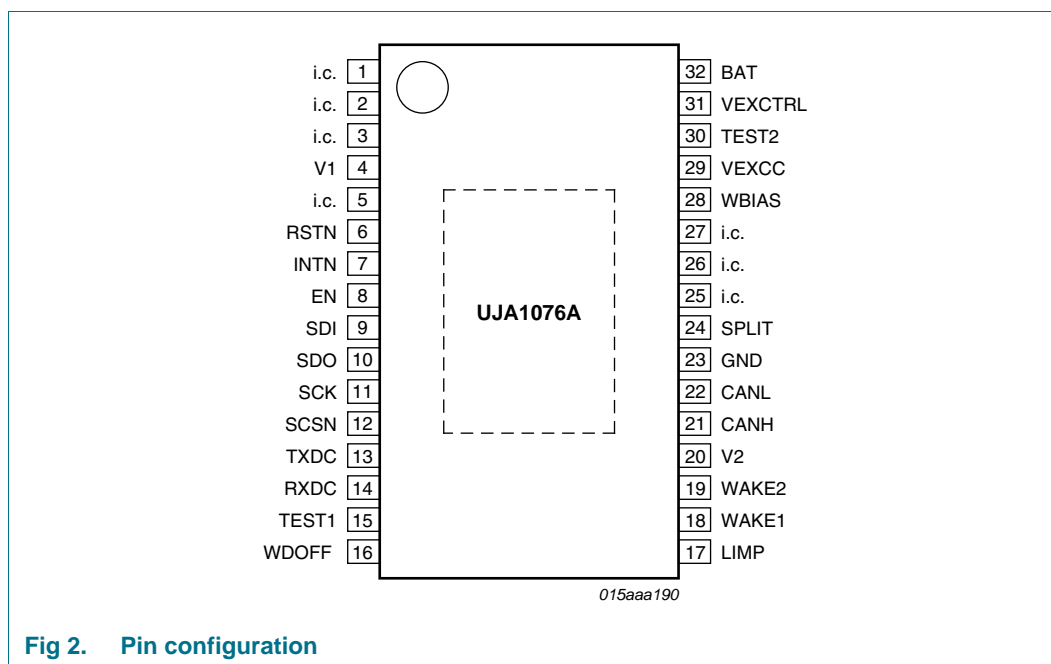 i.c. 1
i.c. 2
i.c. 3
V1 4
i.c. 5
RSTN 6
INTN 7
EN 8
SDI 9
SDO 10
SCK 11
SCSN 12
TXDC 13
RXDC 14
TEST1 15
WDOFF 16
UJA1076A
32 BAT
31 VEXCTRL
30 TEST2
29 VEXCC
28 WBIAS
27 i.c.
26 i.c.
25 i.c.
24 SPLIT
23 GND
22 CANL
21 CANH
20 V2
19 WAKE2
18 WAKE1
17 LIMP
015aaa190
Fig 2. Pin configuration